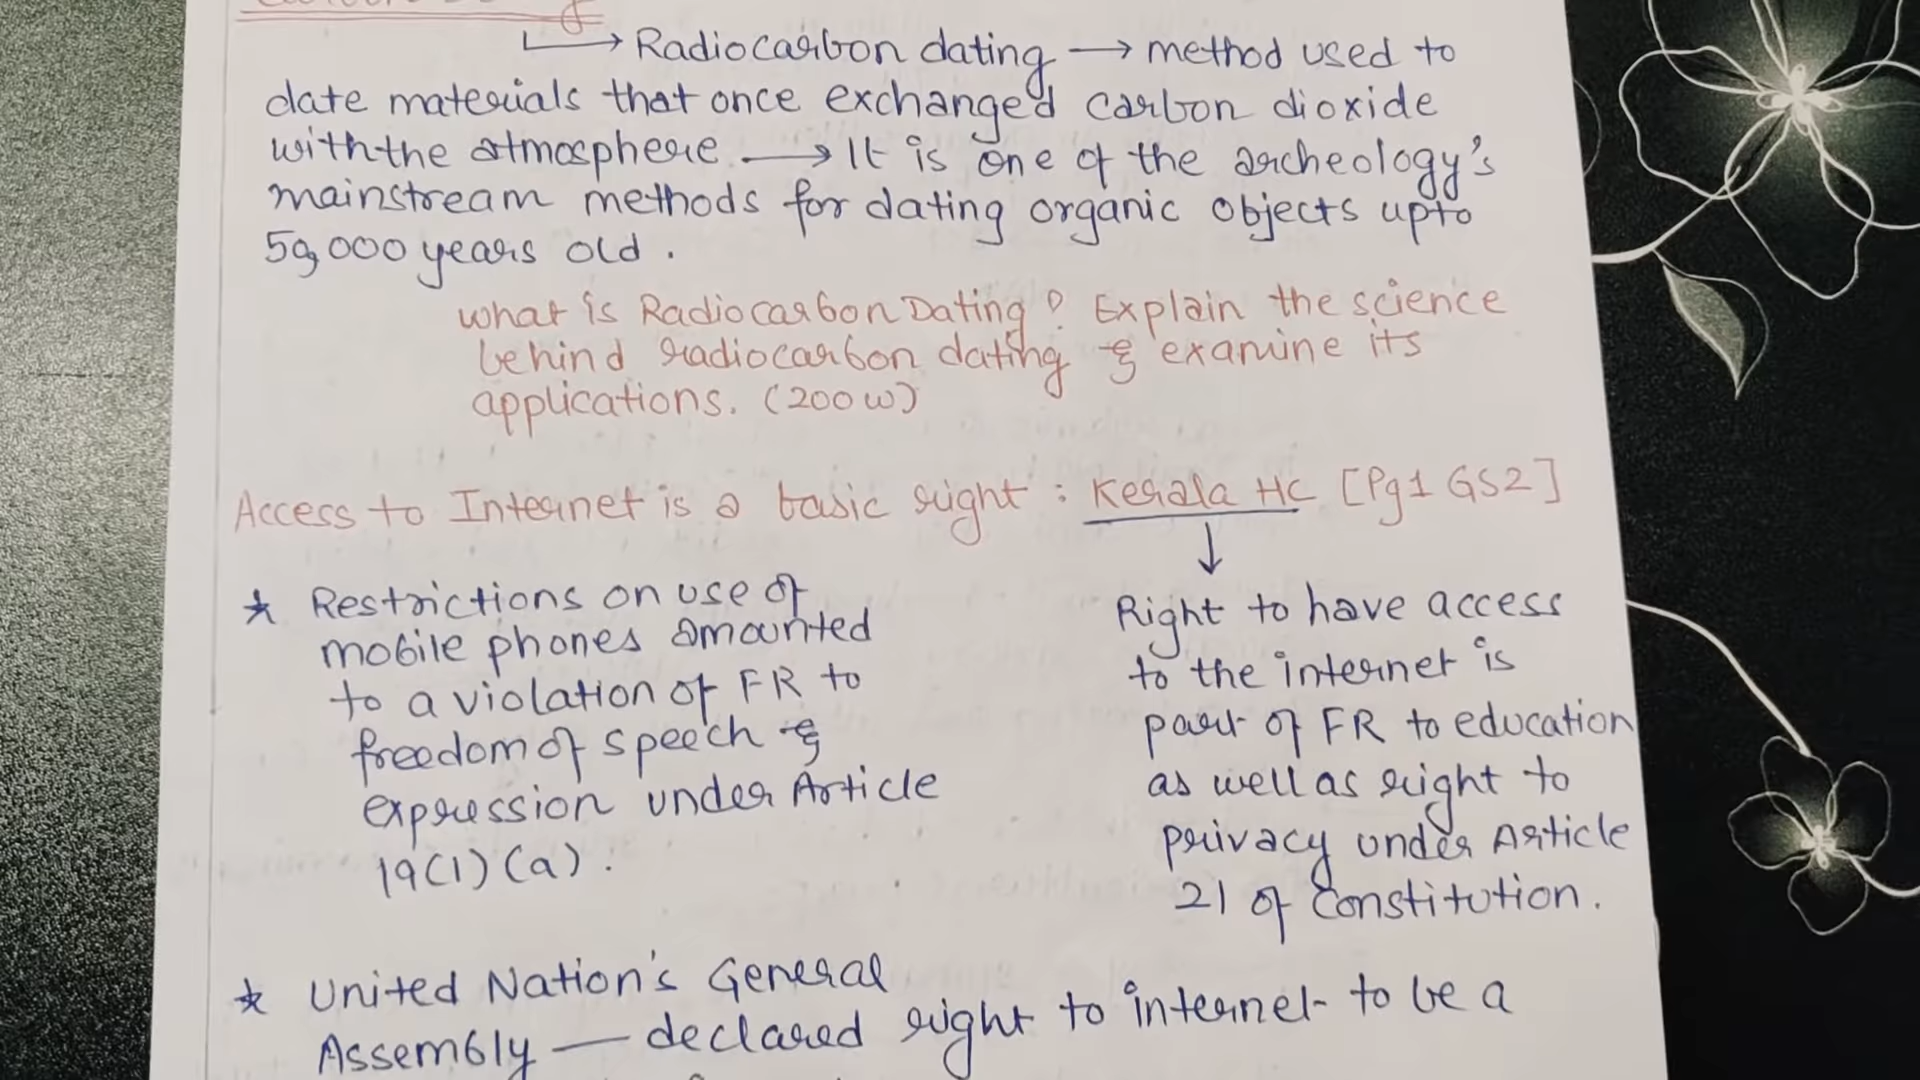 Radiocarbon dating → method used to
date materials that once exchanged carbon dioxide
with the atmosphere → It is one of the archeology's
mainstream methods for dating organic objects upto
50,000 years old.
What is Radiocarbon Dating? Explain the science
behind radiocarbon dating & examine its
applications. (200 W)
Access to Internet is a basic right : Kerala HC [Pg1 GS2]
★ Restrictions on use of
mobile phones amounted
to a violation of FR to
freedom of speech &
expression under Article
19(1)(a).
Right to have access
to the internet is
part of FR to education
as well as right to
privacy under Article
21 of Constitution.
★ United Nation's General
Assembly — declared right to internet to be a